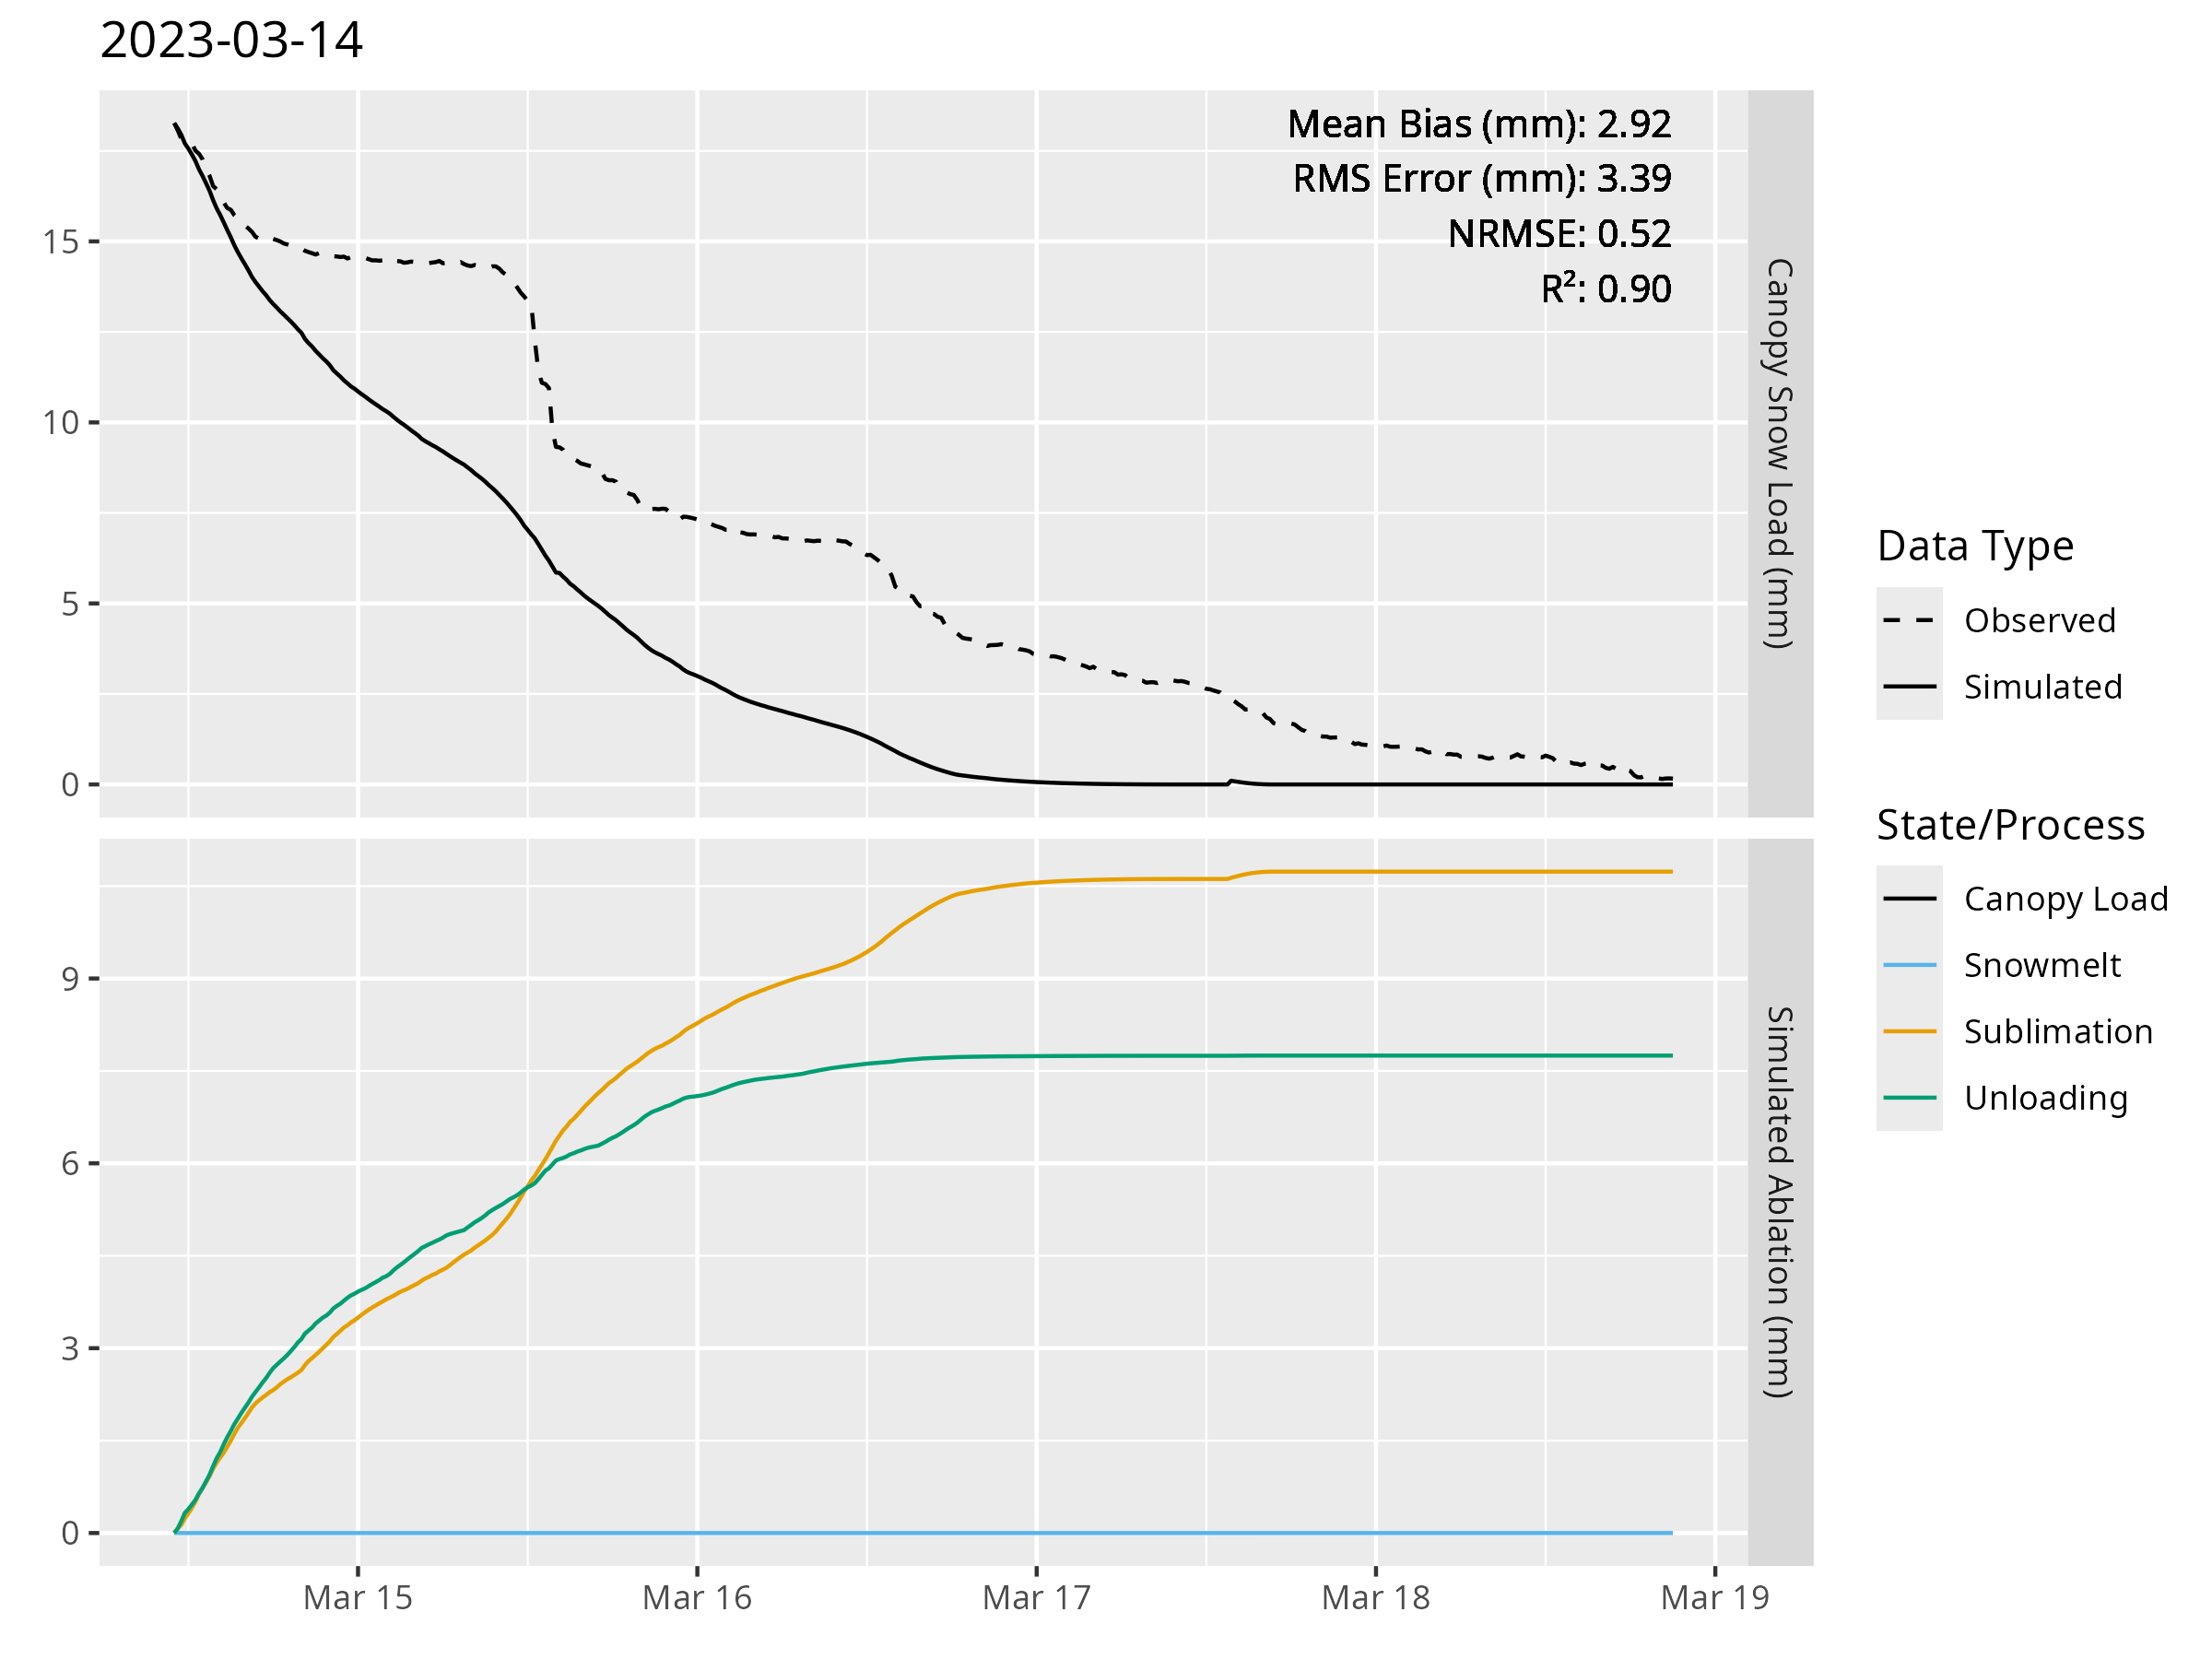 2023-03-14
Mean Bias (mm): 2.92
RMS Error (mm): 3.39
NRMSE: 0.52
R²: 0.90
15
10
5
0
Canopy Snow Load (mm)
9
6
3
0
Simulated Ablation (mm)
Mar 15
Mar 16
Mar 17
Mar 18
Mar 19
Data Type
Observed
Simulated
State/Process
Canopy Load
Snowmelt
Sublimation
Unloading